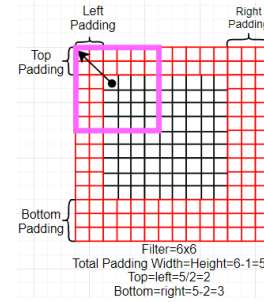 Left
Padding
Right
Padding
Top
Padding
Bottom
Padding
Filter=6x6
Total Padding Width=Height=6-1=5
Top=left=5/2=2
Bottom=right=5-2=3